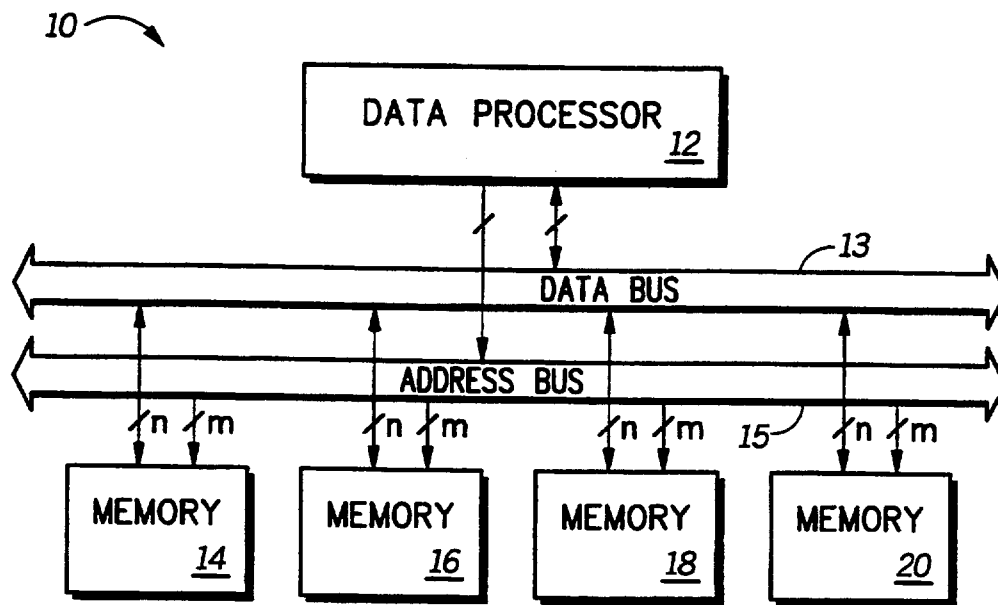 10
DATA PROCESSOR
12
13
DATA BUS
ADDRESS BUS
n m n m n m 15 n m
MEMORY MEMORY MEMORY MEMORY
14 16 18 20